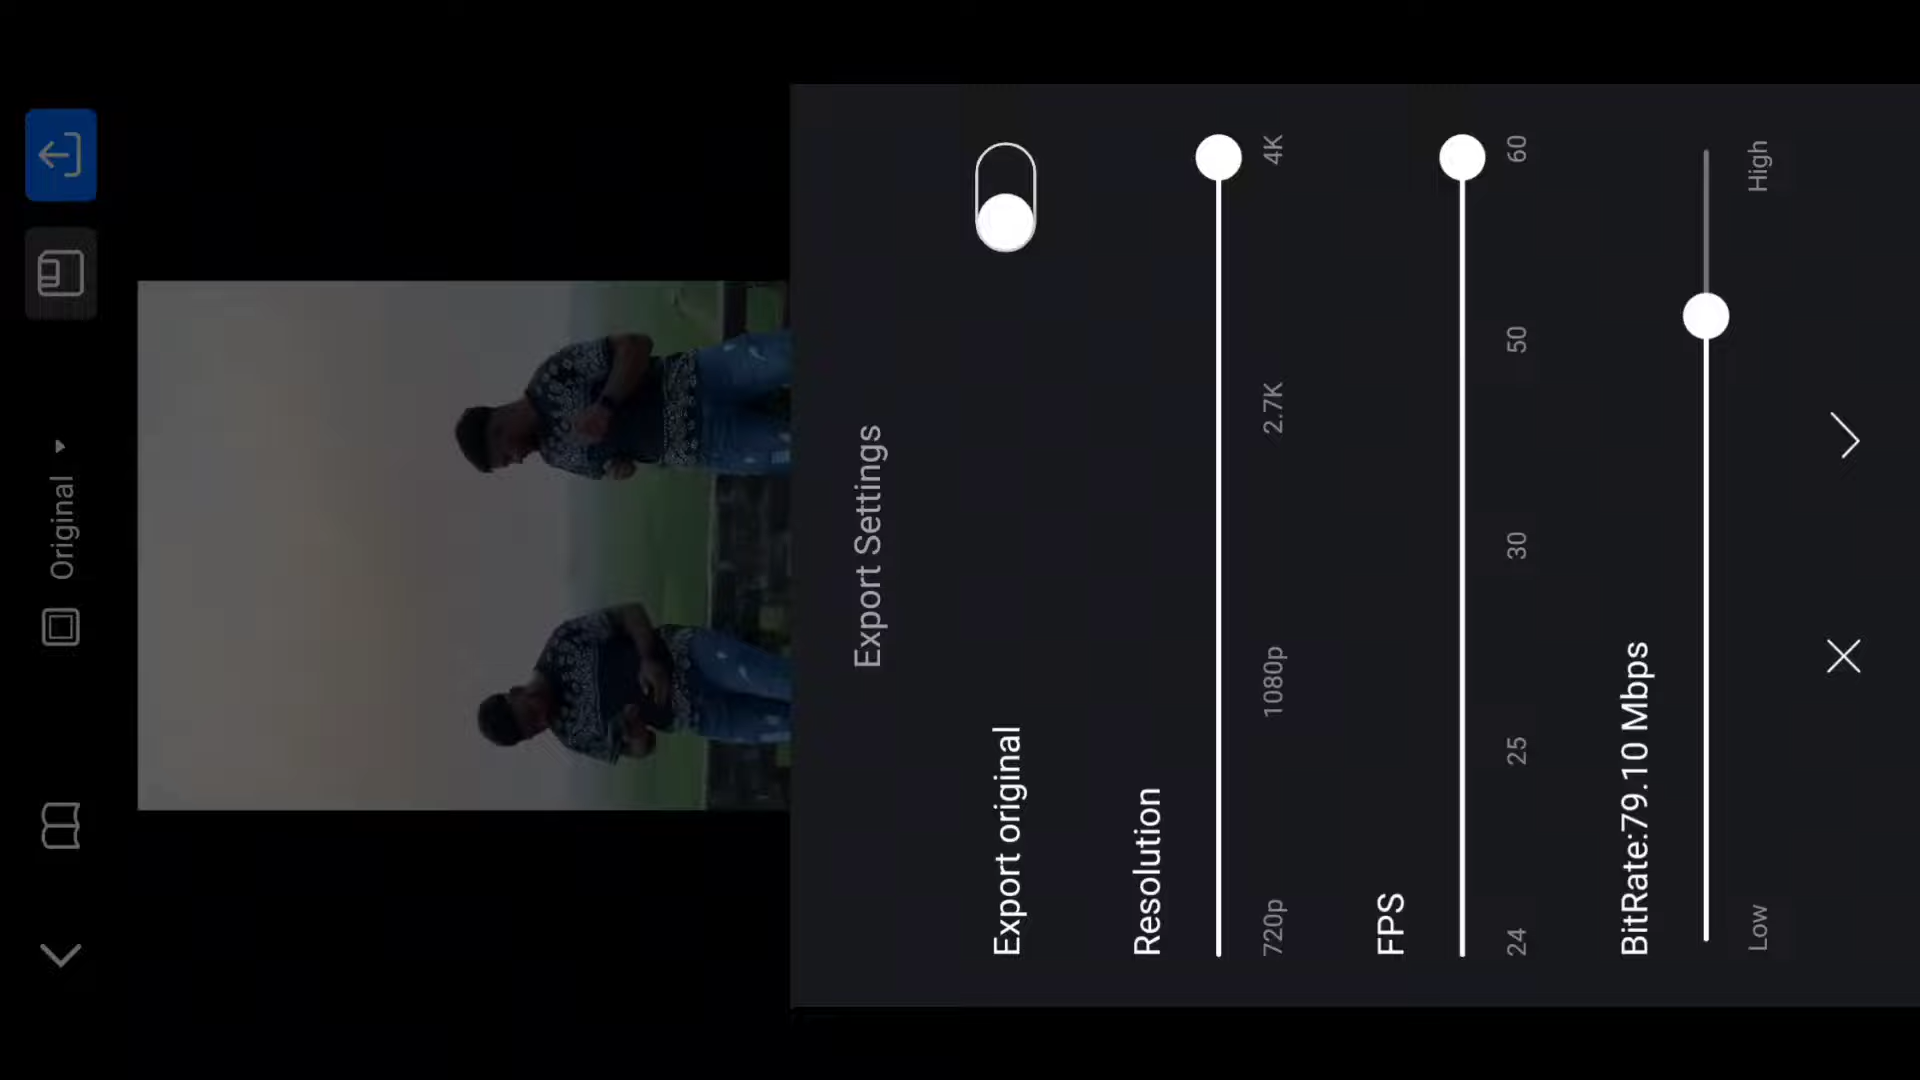 Original
Export Settings
Export original
Resolution
720p 1080p 2.7K 4K
FPS
24 25 30 50 60
BitRate:79.10 Mbps
Low High